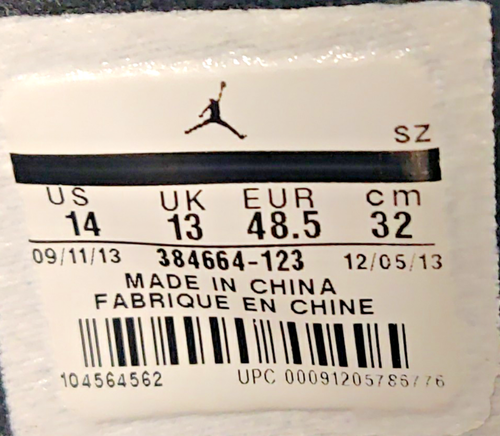 SZ
US UK EUR cm
14 13 48.5 32
09/11/13 384664-123 12/05/13
MADE IN CHINA
FABRIQUE EN CHINE
104564562 UPC 00091205786776